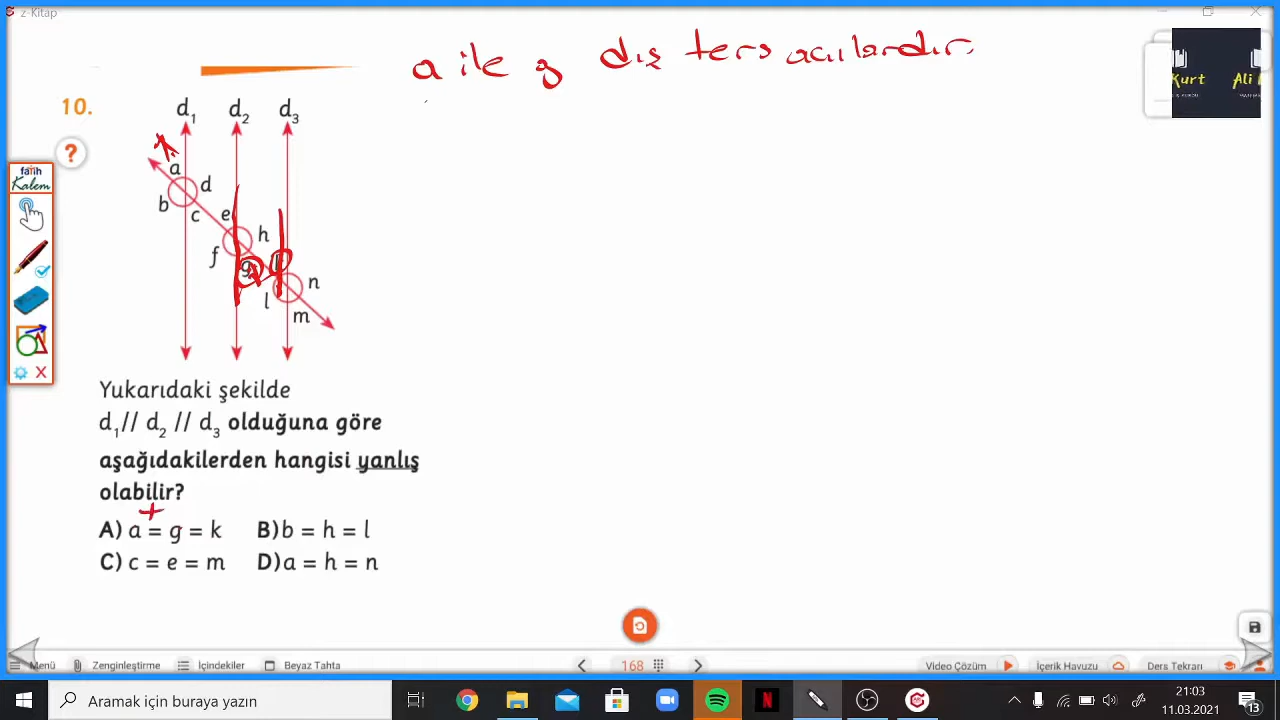 z-Kitap
a ile g dış ters açılardır.
Kurt
Ali
10.
d1 d2 d3
?
fatih
Kalem
a
d
b
c
e
h
f
g
n
l
m
Yukarıdaki şekilde
d1// d2 // d3 olduğuna göre
aşağıdakilerden hangisi yanlış
olabilir?
A) a = g = k B) b = h = l
C) c = e = m D) a = h = n
Menü Zenginleştirme İçindekiler Beyaz Tahta 168 Video Çözüm İçerik Havuzu Ders Tekrarı
Aramak için buraya yazın
21:03
11.03.2021
13